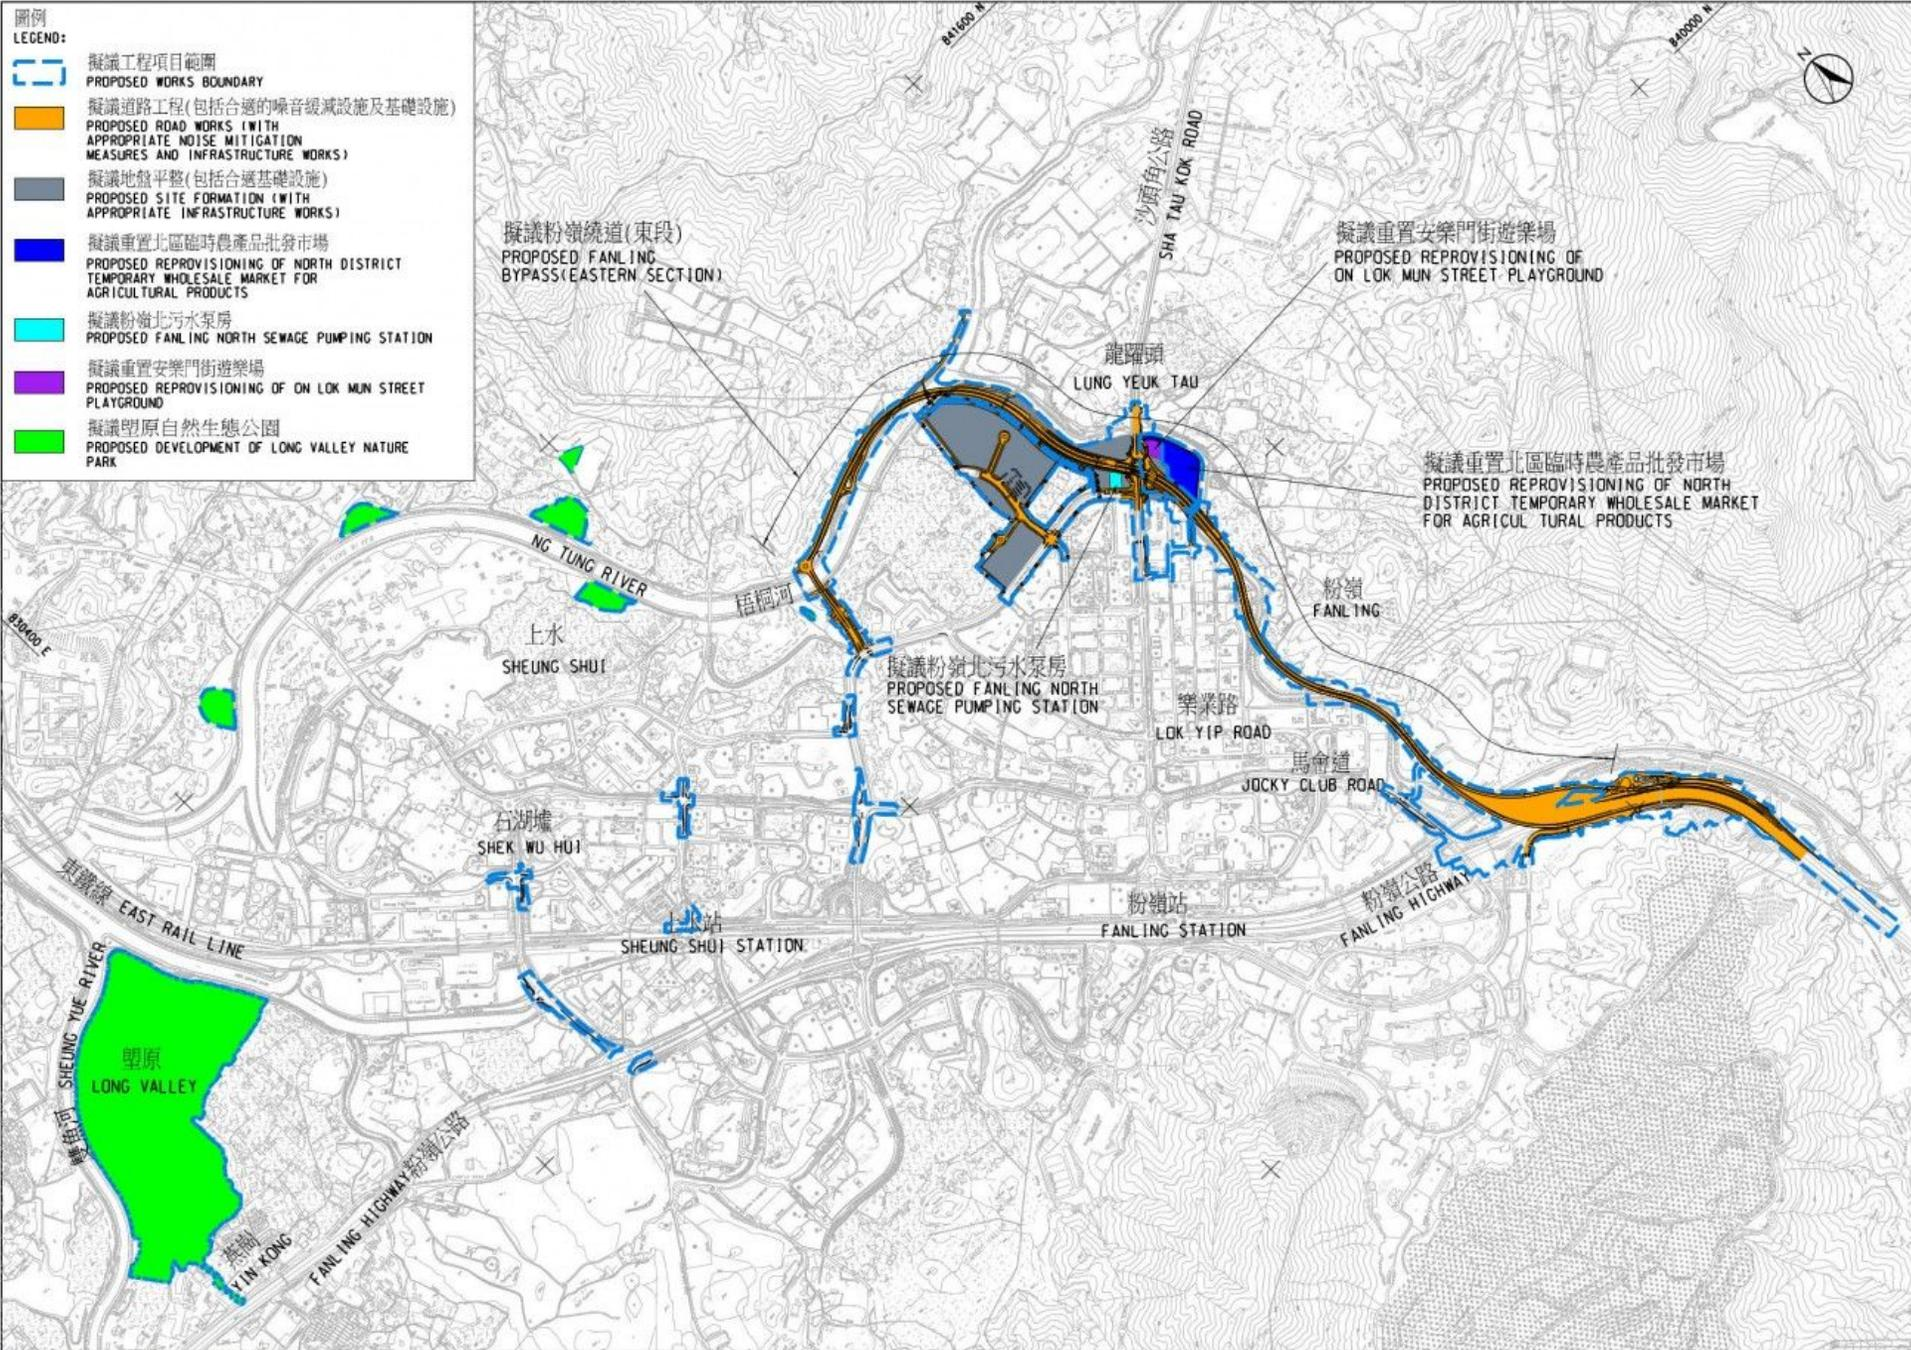 圖例
LEGEND:
擬議工程項目範圍
PROPOSED WORKS BOUNDARY
擬議道路工程(包括合適的噪音緩減設施及基礎設施)
PROPOSED ROAD WORKS (WITH
APPROPRIATE NOISE MITIGATION
MEASURES AND INFRASTRUCTURE WORKS)
擬議地盤平整(包括合適基礎設施)
PROPOSED SITE FORMATION (WITH
APPROPRIATE INFRASTRUCTURE WORKS)
擬議重置北區臨時農產品批發市場
PROPOSED REPROVISIONING OF NORTH DISTRICT
TEMPORARY WHOLESALE MARKET FOR
AGRICULTURAL PRODUCTS
擬議粉嶺北污水泵房
PROPOSED FANLING NORTH SEWAGE PUMPING STATION
擬議重置安樂門街遊樂場
PROPOSED REPROVISIONING OF ON LOK MUN STREET
PLAYGROUND
擬議塱原自然生態公園
PROPOSED DEVELOPMENT OF LONG VALLEY NATURE
PARK
841600 N
840000 N
N
沙頭角公路
SHA TAU KOK ROAD
擬議粉嶺繞道(東段)
PROPOSED FANLING
BYPASS(EASTERN SECTION)
擬議重置安樂門街遊樂場
PROPOSED REPROVISIONING OF
ON LOK MUN STREET PLAYGROUND
龍躍頭
LUNG YEUK TAU
擬議重置北區臨時農產品批發市場
PROPOSED REPROVISIONING OF NORTH
DISTRICT TEMPORARY WHOLESALE MARKET
FOR AGRICUL TURAL PRODUCTS
NG TUNG RIVER
梧桐河
830400 E
上水
SHEUNG SHUI
粉嶺
FANLING
擬議粉嶺北污水泵房
PROPOSED FANLING NORTH
SEWAGE PUMPING STATION
樂業路
LOK YIP ROAD
馬會道
JOCKY CLUB ROAD
石湖墟
SHEK WU HUI
東鐵線 EAST RAIL LINE
上水站
SHEUNG SHUI STATION
粉嶺站
FANLING STATION
粉嶺公路
FANLING HIGHWAY
雙魚河 SHEUNG YUE RIVER
塱原
LONG VALLEY
燕崗
YIN KONG
FANLING HIGHWAY粉嶺公路